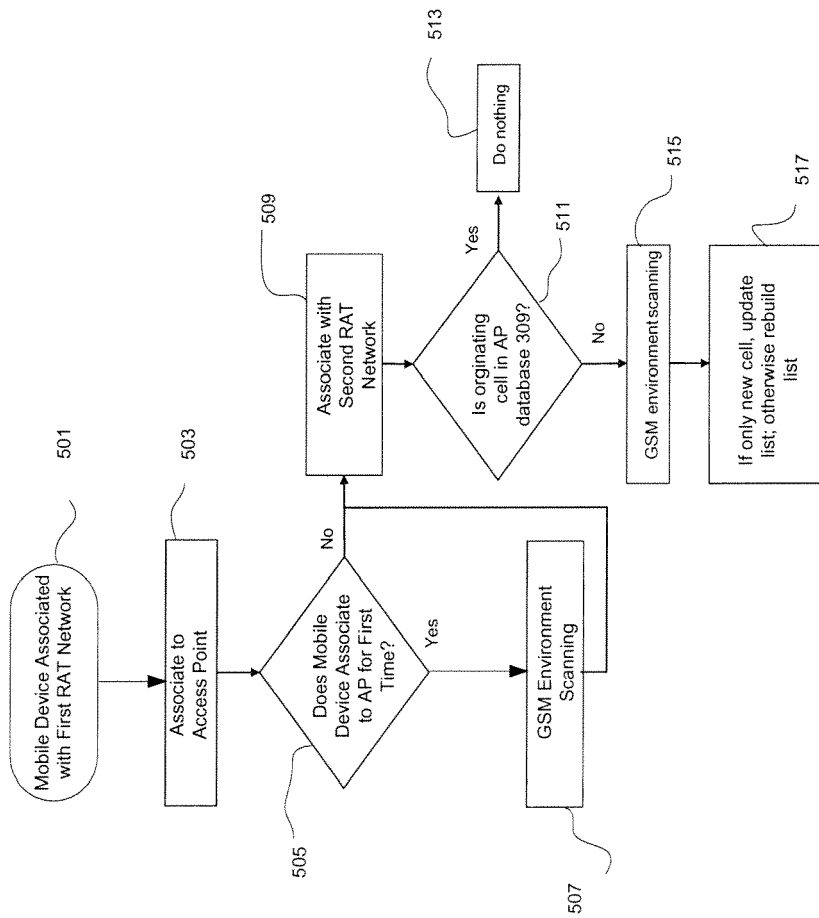 501
Mobile Device Associated
with First RAT Network
503
Associate to
Access Point
505
Does Mobile
Device Associate
to AP for First
Time?
No
Yes
507
GSM Environment
Scanning
509
Associate with
Second RAT
Network
511
Is orginating
cell in AP
database 309?
Yes
No
513
Do nothing
515
GSM environment scanning
517
If only new cell, update
list; otherwise rebuild
list